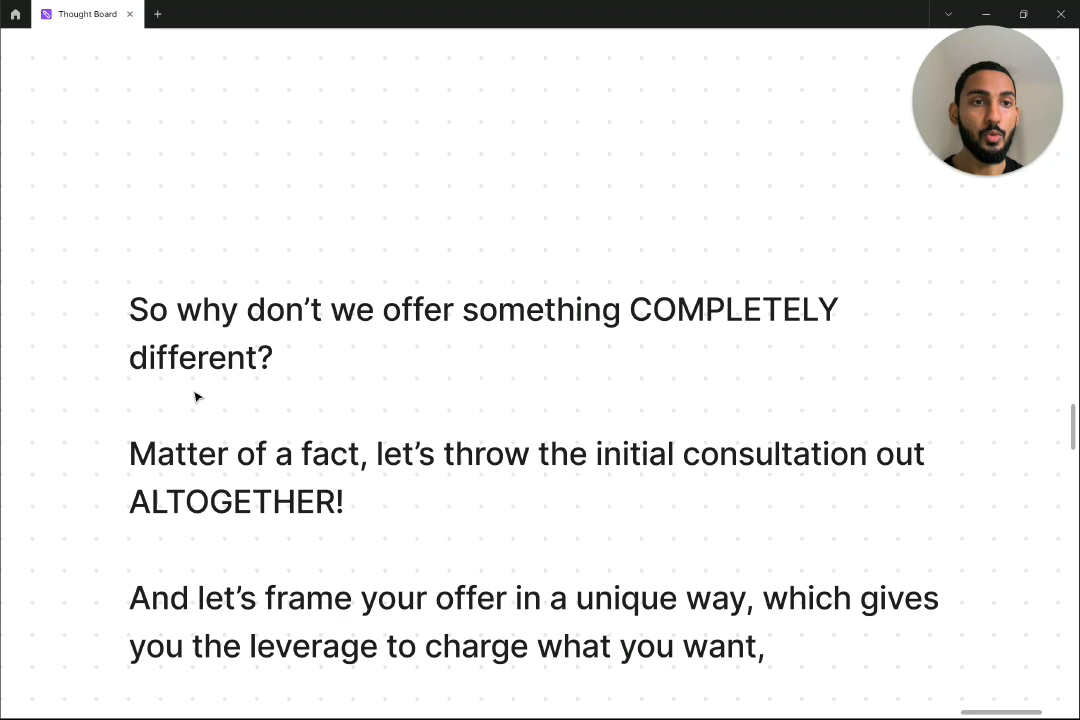 Thought Board
So why don’t we offer something COMPLETELY
different?
Matter of a fact, let’s throw the initial consultation out
ALTOGETHER!
And let’s frame your offer in a unique way, which gives
you the leverage to charge what you want,